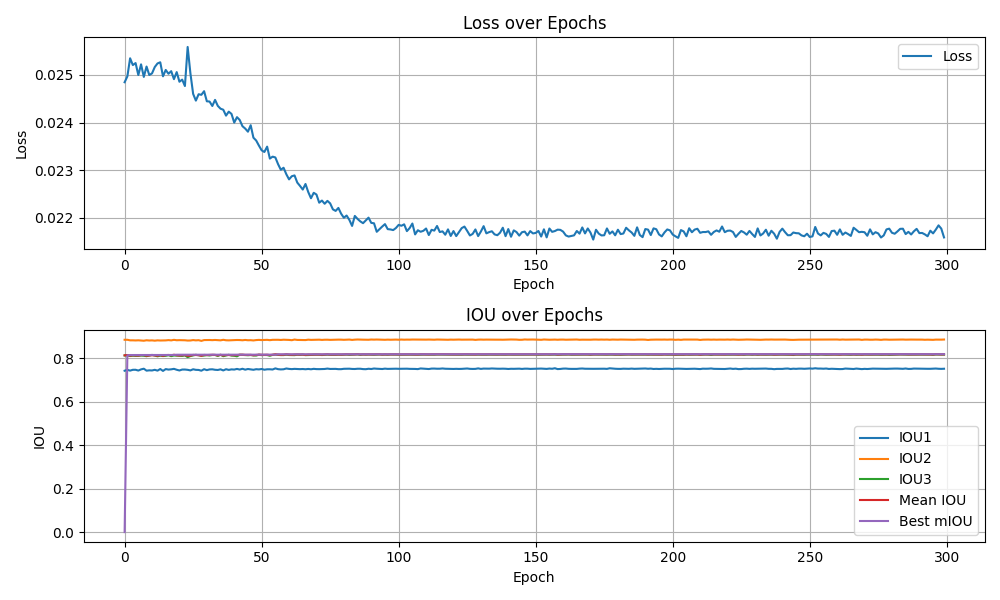 Loss over Epochs
Loss
0.025
0.024
0.023
0.022
Loss
0 50 100 150 200 250 300
Epoch
IOU over Epochs
0.8
0.6
0.4
0.2
0.0
IOU
IOU1
IOU2
IOU3
Mean IOU
Best mIOU
0 50 100 150 200 250 300
Epoch